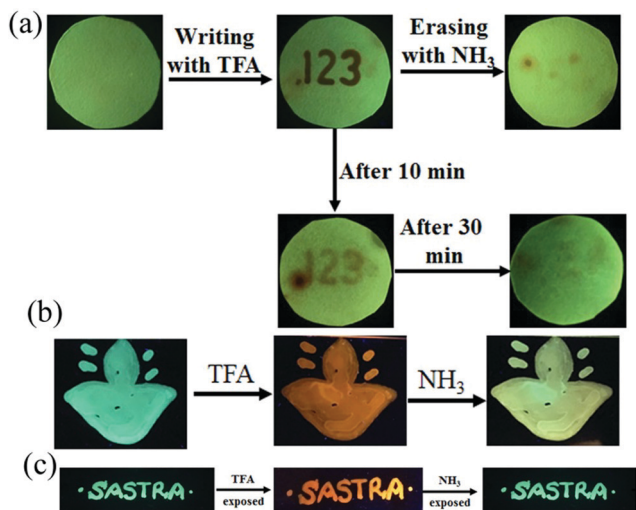 (a)
Writing
with TFA
.123
Erasing
with NH3
After 10 min
123
After 30
min
(b)
TFA
NH3
(c)
• SASTRA •
TFA
exposed
• SASTRA •
NH3
exposed
• SASTRA •